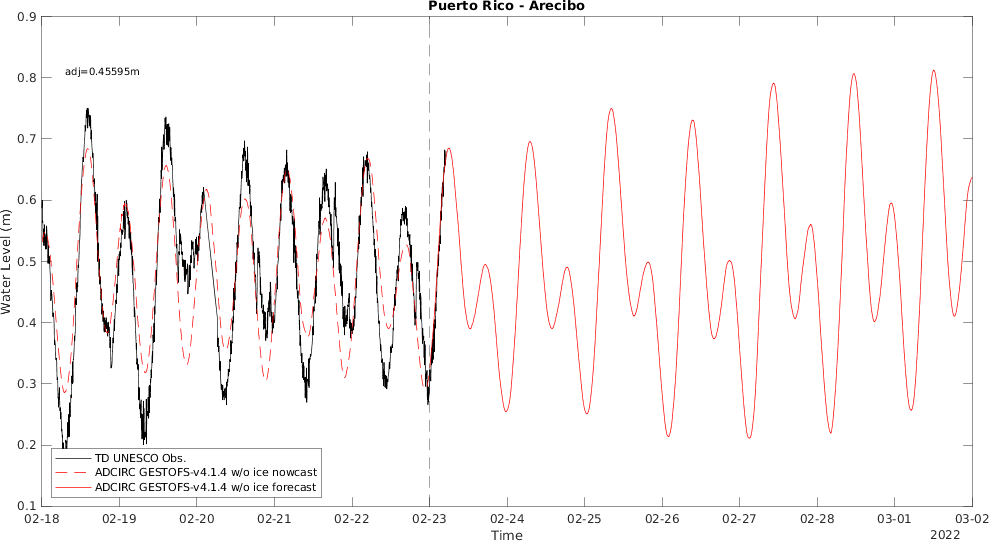 Puerto Rico - Arecibo
adj=0.45595m
Water Level (m)
0.9
0.8
0.7
0.6
0.5
0.4
0.3
0.2
0.1
TD UNESCO Obs.
ADCIRC GESTOFS-v4.1.4 w/o ice nowcast
ADCIRC GESTOFS-v4.1.4 w/o ice forecast
02-18 02-19 02-20 02-21 02-22 02-23 02-24 02-25 02-26 02-27 02-28 03-01 03-02
Time
2022